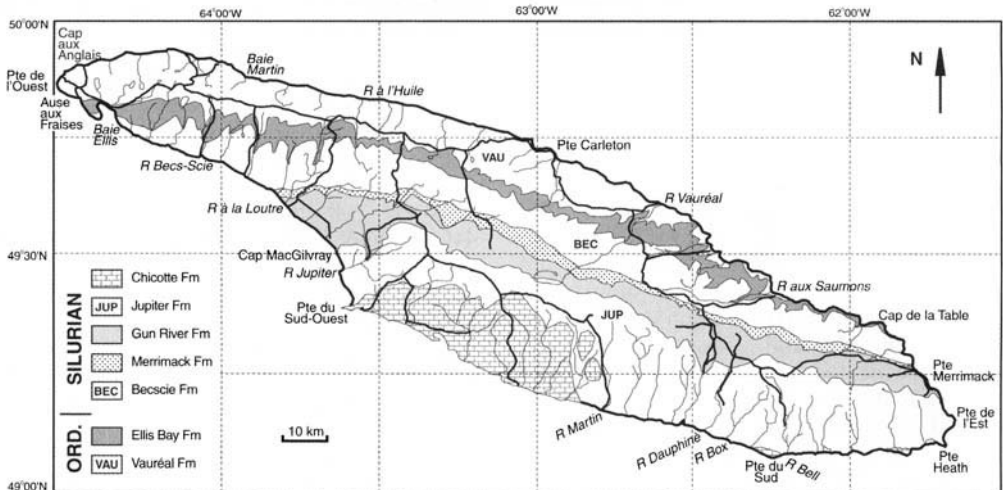 64°00'W
63°00'W
62°00'W
50°00'N
Cap
aux
Anglais
Baie
Martin
N
Pte de
l'Ouest
R à l'Huile
Ause
aux
Fraises
Baie
Ellis
Pte Carleton
VAU
R Becs-Scie
R Vauréal
R à la Loutre
BEC
49°30'N
Cap MacGilvray
R Jupiter
R aux Saumons
Pte du
Sud-Ouest
JUP
Cap de la Table
Pte
Merrimack
Pte de
l'Est
Pte
Heath
R Martin
R Dauphiné
R Box
Pte du
Sud
R Bell
10 km
SILURIAN
Chicotte Fm
JUP Jupiter Fm
Gun River Fm
Merrimack Fm
BEC Becscie Fm
ORD.
Ellis Bay Fm
VAU Vauréal Fm
49°00'N